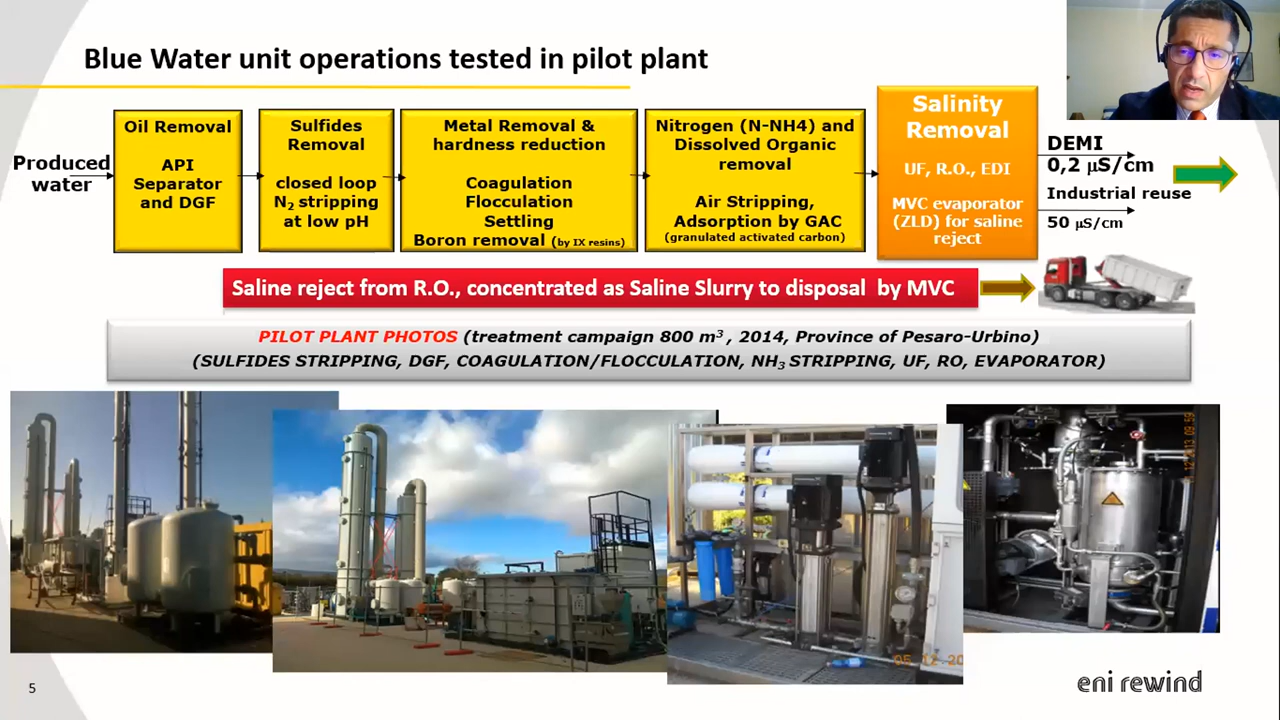 Blue Water unit operations tested in pilot plant
Produced
water
Oil Removal
API
Separator
and DGF
Sulfides
Removal
closed loop
N₂ stripping
at low pH
Metal Removal &
hardness reduction
Coagulation
Flocculation
Settling
Boron removal (by IX resins)
Nitrogen (N-NH4) and
Dissolved Organic
removal
Air Stripping,
Adsorption by GAC
(granulated activated carbon)
Salinity
Removal
UF, R.O., EDI
MVC evaporator
(ZLD) for saline
reject
DEMI
0,2 µS/cm
Industrial reuse
50 µS/cm
Saline reject from R.O., concentrated as Saline Slurry to disposal by MVC
PILOT PLANT PHOTOS (treatment campaign 800 m³, 2014, Province of Pesaro-Urbino)
(SULFIDES STRIPPING, DGF, COAGULATION/FLOCCULATION, NH₃ STRIPPING, UF, RO, EVAPORATOR)
05.12.20
5
eni rewind